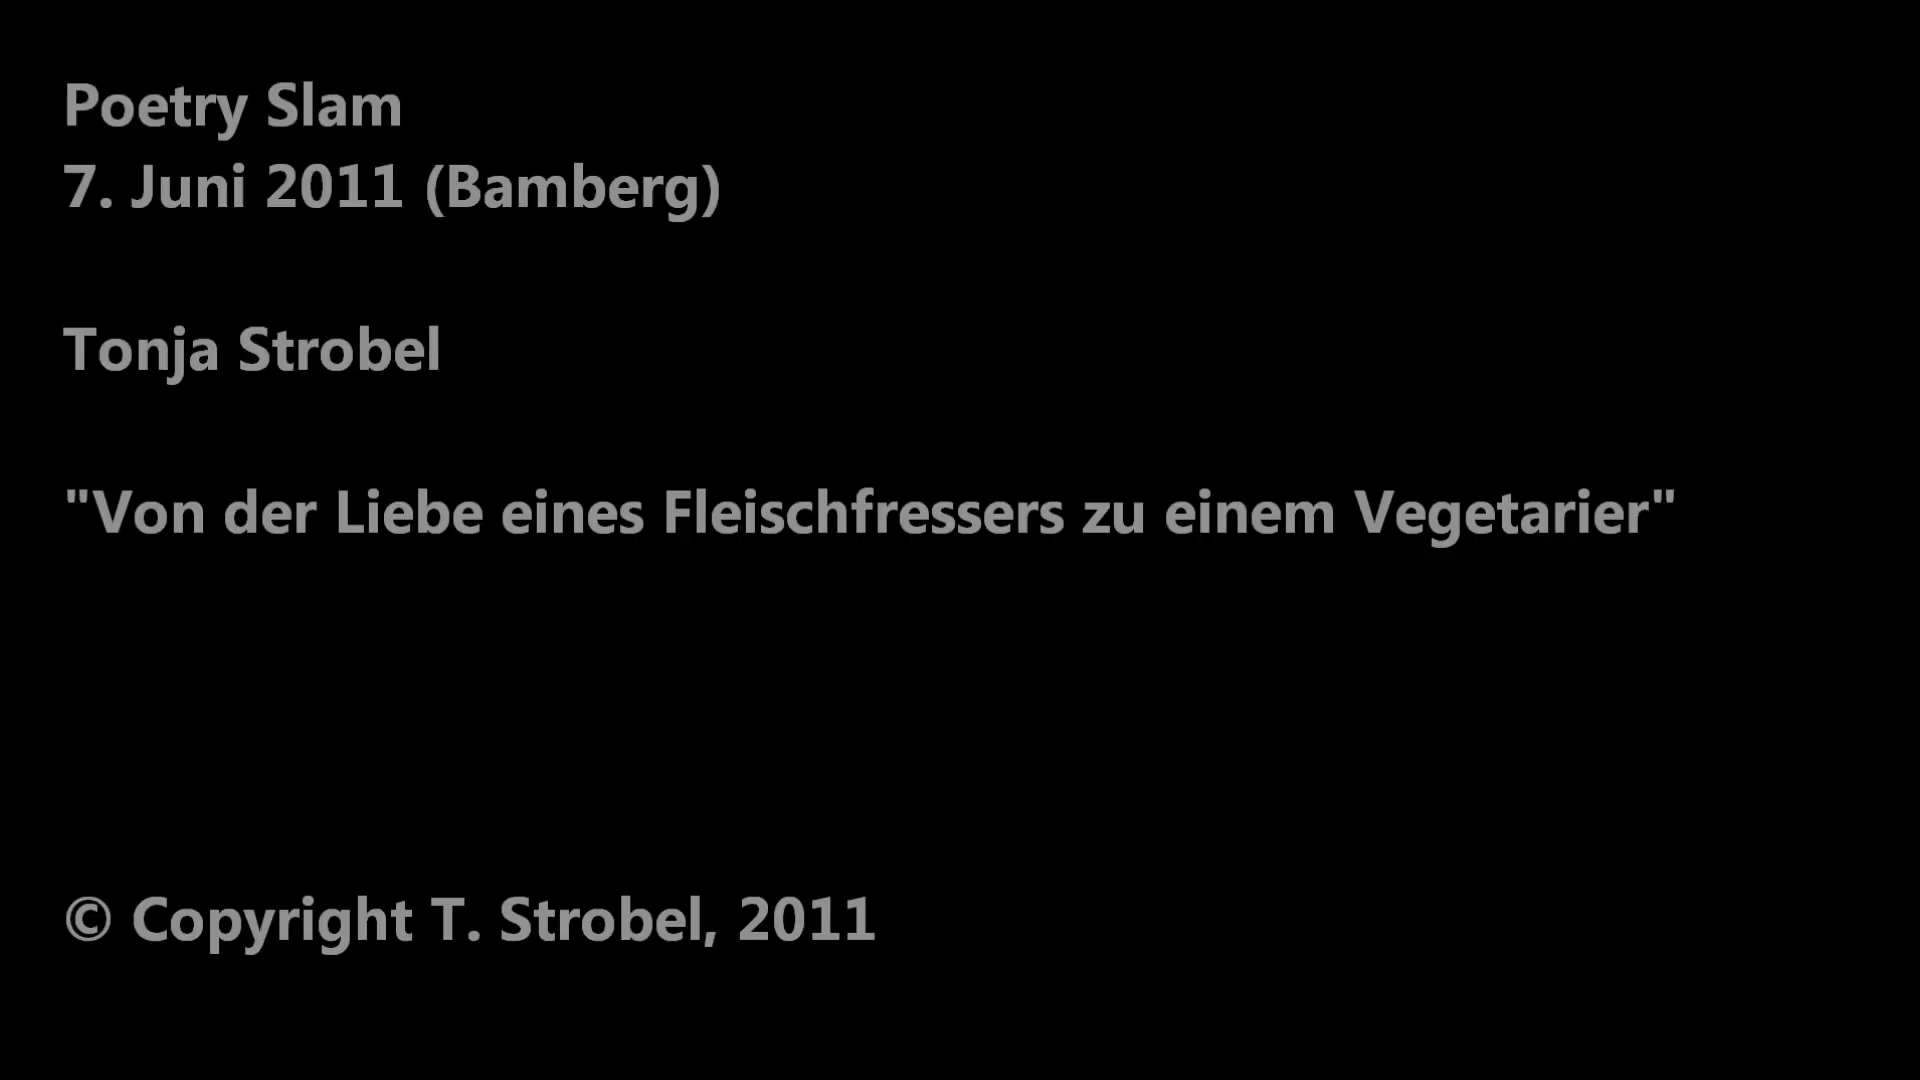 Poetry Slam
7. Juni 2011 (Bamberg)
Tonja Strobel
"Von der Liebe eines Fleischfressers zu einem Vegetarier"
© Copyright T. Strobel, 2011